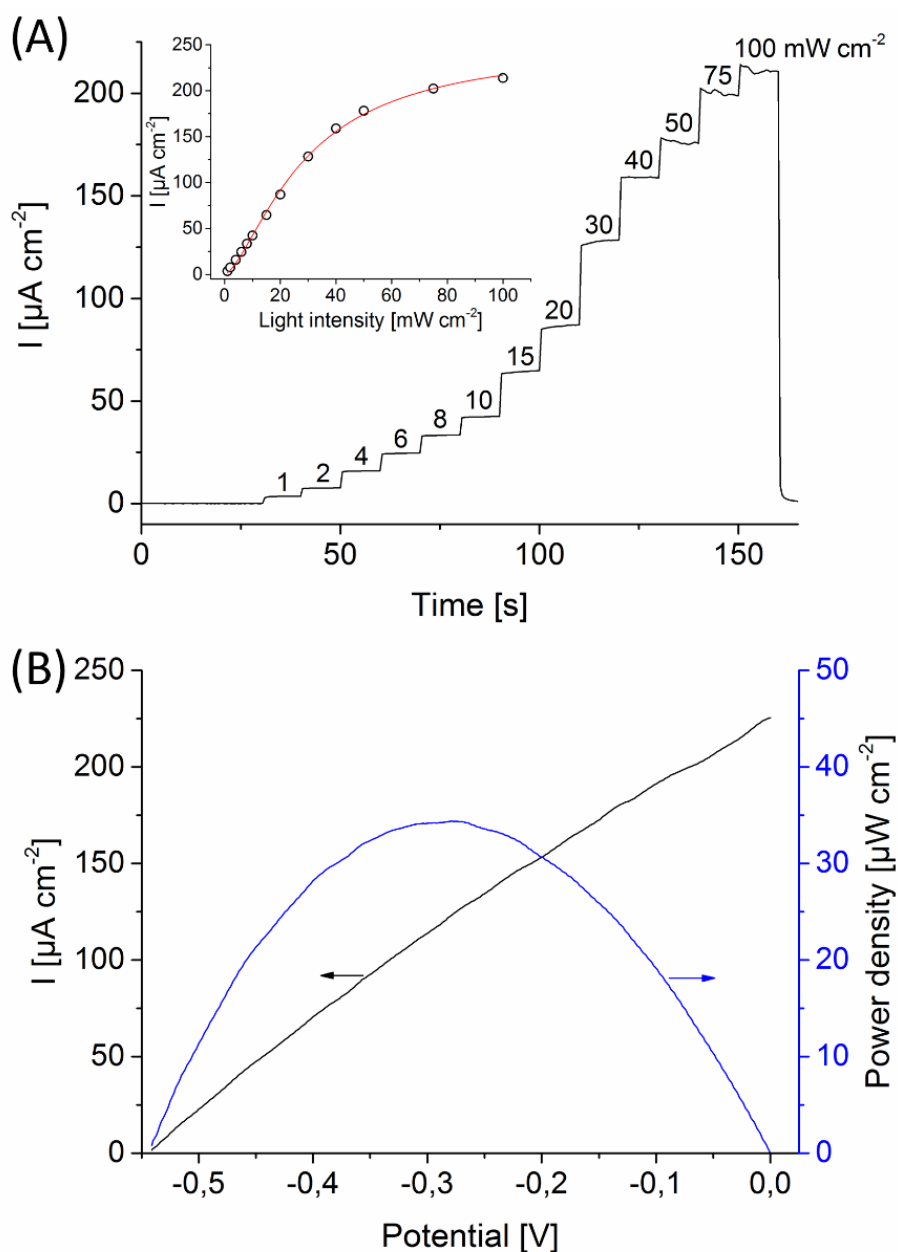 (A)
250
200
150
100
50
0
I [µA cm-2]
0 20 40 60 80 100
Light intensity [mW cm-2]
200
150
100
50
0
I [µA cm-2]
1
2
4
6
8
10
15
20
30
40
50
75
100 mW cm-2
0 50 100 150
Time [s]
(B)
250
200
150
100
50
0
I [µA cm-2]
50
40
30
20
10
0
Power density [µW cm-2]
-0,5 -0,4 -0,3 -0,2 -0,1 0,0
Potential [V]